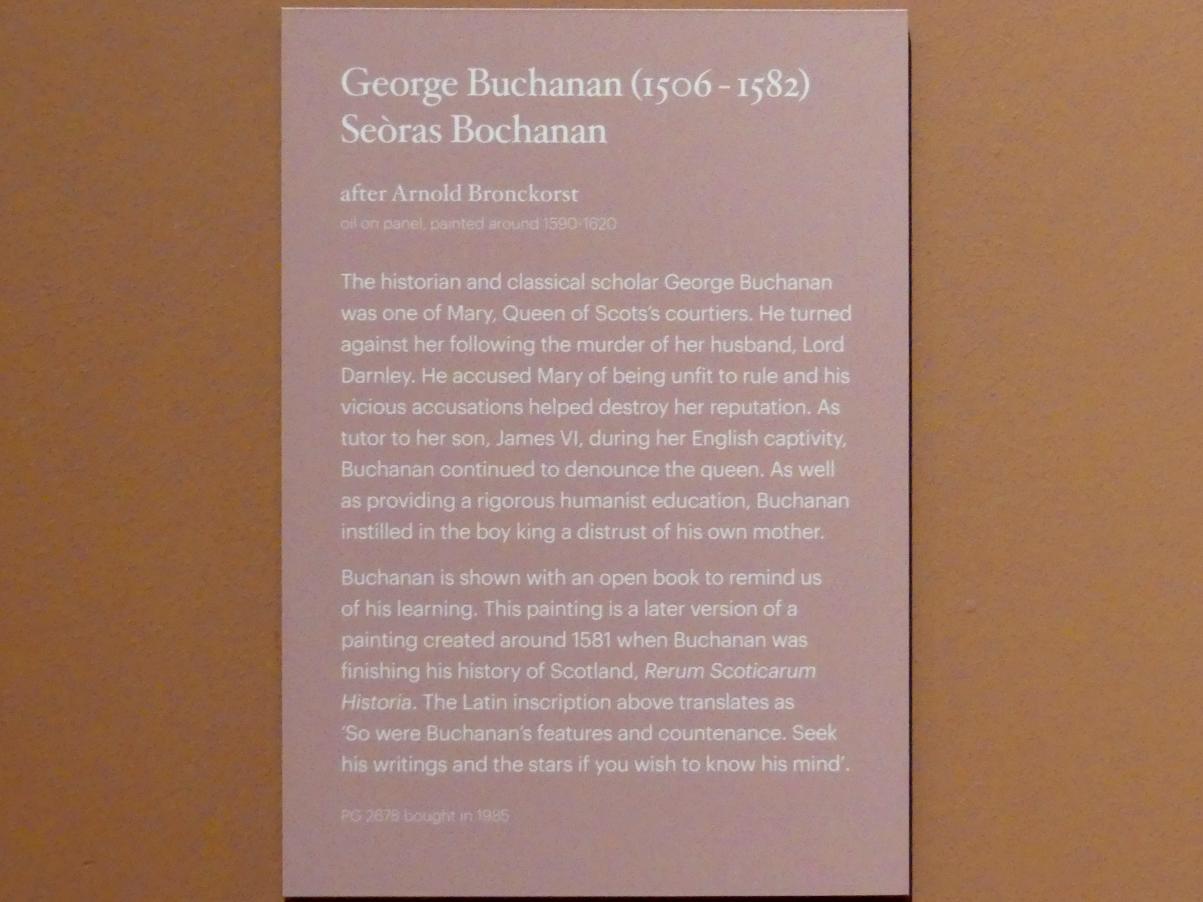 George Buchanan (1506 - 1582)
Seòras Bochanan
after Arnold Bronckorst
oil on panel, painted around 1590-1620
The historian and classical scholar George Buchanan
was one of Mary, Queen of Scots's courtiers. He turned
against her following the murder of her husband, Lord
Darnley. He accused Mary of being unfit to rule and his
vicious accusations helped destroy her reputation. As
tutor to her son, James VI, during her English captivity,
Buchanan continued to denounce the queen. As well
as providing a rigorous humanist education, Buchanan
instilled in the boy king a distrust of his own mother.
Buchanan is shown with an open book to remind us
of his learning. This painting is a later version of a
painting created around 1581 when Buchanan was
finishing his history of Scotland, Rerum Scoticarum
Historia. The Latin inscription above translates as
‘So were Buchanan’s features and countenance. Seek
his writings and the stars if you wish to know his mind’.
PG 2678 bought in 1985